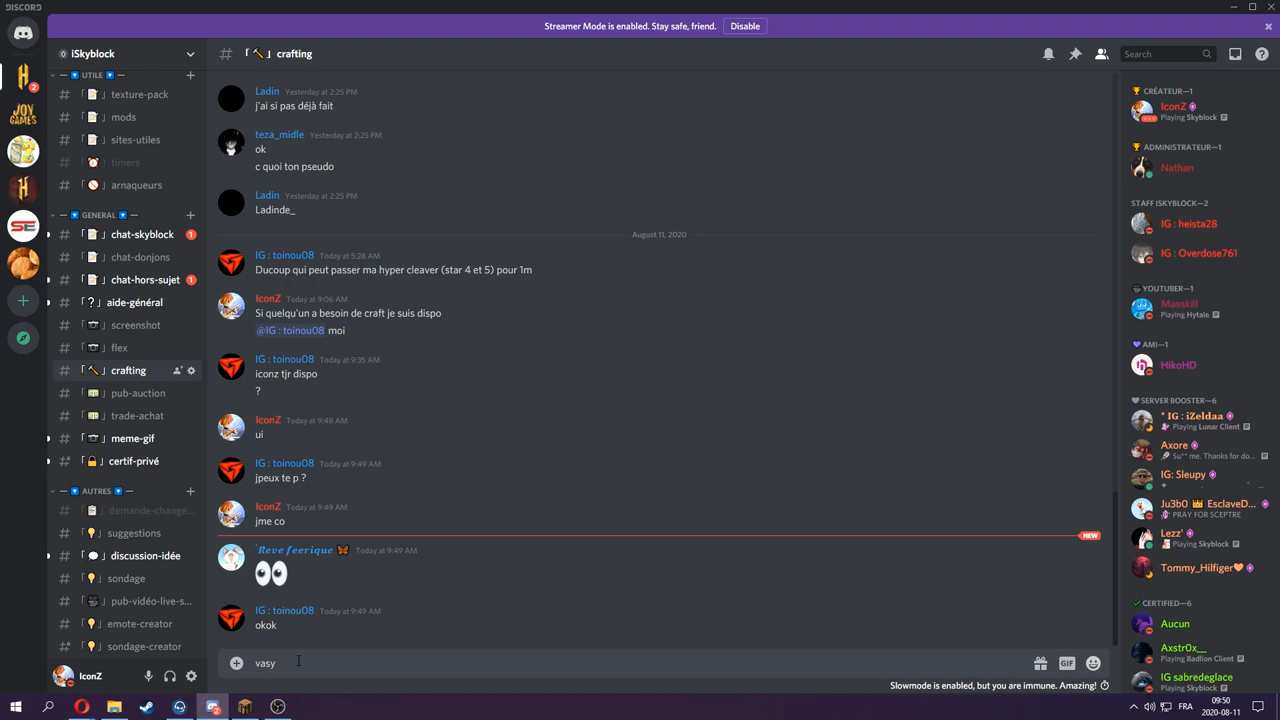 DISCORD
Streamer Mode is enabled. Stay safe, friend. Disable
iSkyblock
「🔨」 crafting
Search
UTILE
「📝」 texture-pack
「📝」 mods
「📝」 sites-utiles
「⏰」 timers
「🚫」 arnaqueurs
GENERAL
「📝」 chat-skyblock 1
「📝」 chat-donjons
「📝」 chat-hors-sujet 1
「❓」 aide-général
「📷」 screenshot
「📷」 flex
「🔨」 crafting
「💵」 pub-auction
「💵」 trade-achat
「📷」 meme-gif
「🔒」 certif-privé
AUTRES
「📋」 demande-change...
「💡」 suggestions
「💬」 discussion-idée
「💡」 sondage
「🎥」 pub-vidéo-live-s...
「💡」 emote-creator
「💡」 sondage-creator
IconZ
JOY GAMES
SE
2
Ladin Yesterday at 2:25 PM
j'ai si pas déjà fait
teza_midle Yesterday at 2:25 PM
ok
c quoi ton pseudo
Ladin Yesterday at 2:25 PM
Ladinde_
August 11, 2020
IG : toinou08 Today at 5:28 AM
Ducoup qui peut passer ma hyper cleaver (star 4 et 5) pour 1m
IconZ Today at 9:06 AM
Si quelqu'un a besoin de craft je suis dispo
@IG : toinou08 moi
IG : toinou08 Today at 9:35 AM
iconz tjr dispo
?
IconZ Today at 9:48 AM
ui
IG : toinou08 Today at 9:49 AM
jpeux te p ?
IconZ Today at 9:49 AM
jme co
NEW
Reve feerique 🦋 Today at 9:49 AM
👀
IG : toinou08 Today at 9:49 AM
okok
vasy
GIF
Slowmode is enabled, but you are immune. Amazing!
CRÉATEUR—1
IconZ
Playing Skyblock
ADMINISTRATEUR—1
Nathan
STAFF ISKYBLOCK—2
IG : heista28
IG : Overdose761
YOUTUBER—1
Masskill
Playing Hytale
AMI—1
HikoHD
SERVER BOOSTER—6
* IG : iZeldaa
Playing Lunar Client
Axore
Su** me. Thanks for do...
IG: Sleupy
Ju3b0 👑 EsclaveD...
PRAY FOR SCEPTRE
Lezz'
Playing Skyblock
Tommy_Hilfiger🧡
CERTIFIED—6
Aucun
Axstr0x__
Playing Badlion Client
IG sabredeglace
Playing Skyblock
FRA
09:50
2020-08-11